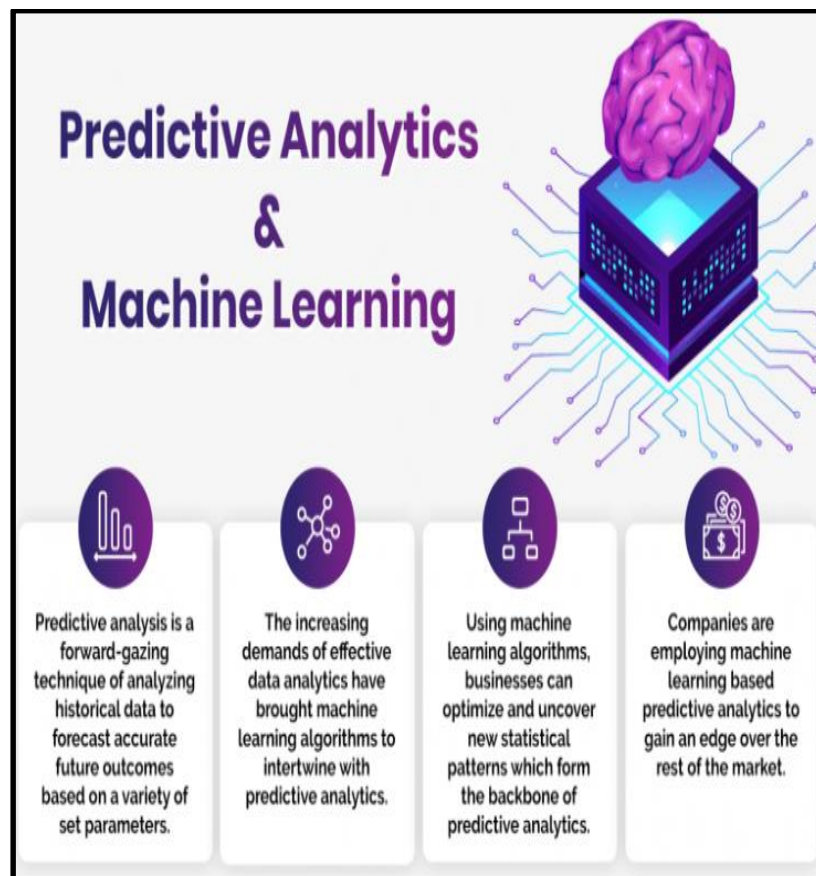 Predictive Analytics
&
Machine Learning
Predictive analysis is a
forward-gazing
technique of analyzing
historical data to
forecast accurate
future outcomes
based on a variety of
set parameters.
The increasing
demands of effective
data analytics have
brought machine
learning algorithms to
intertwine with
predictive analytics.
Using machine
learning algorithms,
businesses can
optimize and uncover
new statistical
patterns which form
the backbone of
predictive analytics.
Companies are
employing machine
learning based
predictive analytics to
gain an edge over the
rest of the market.